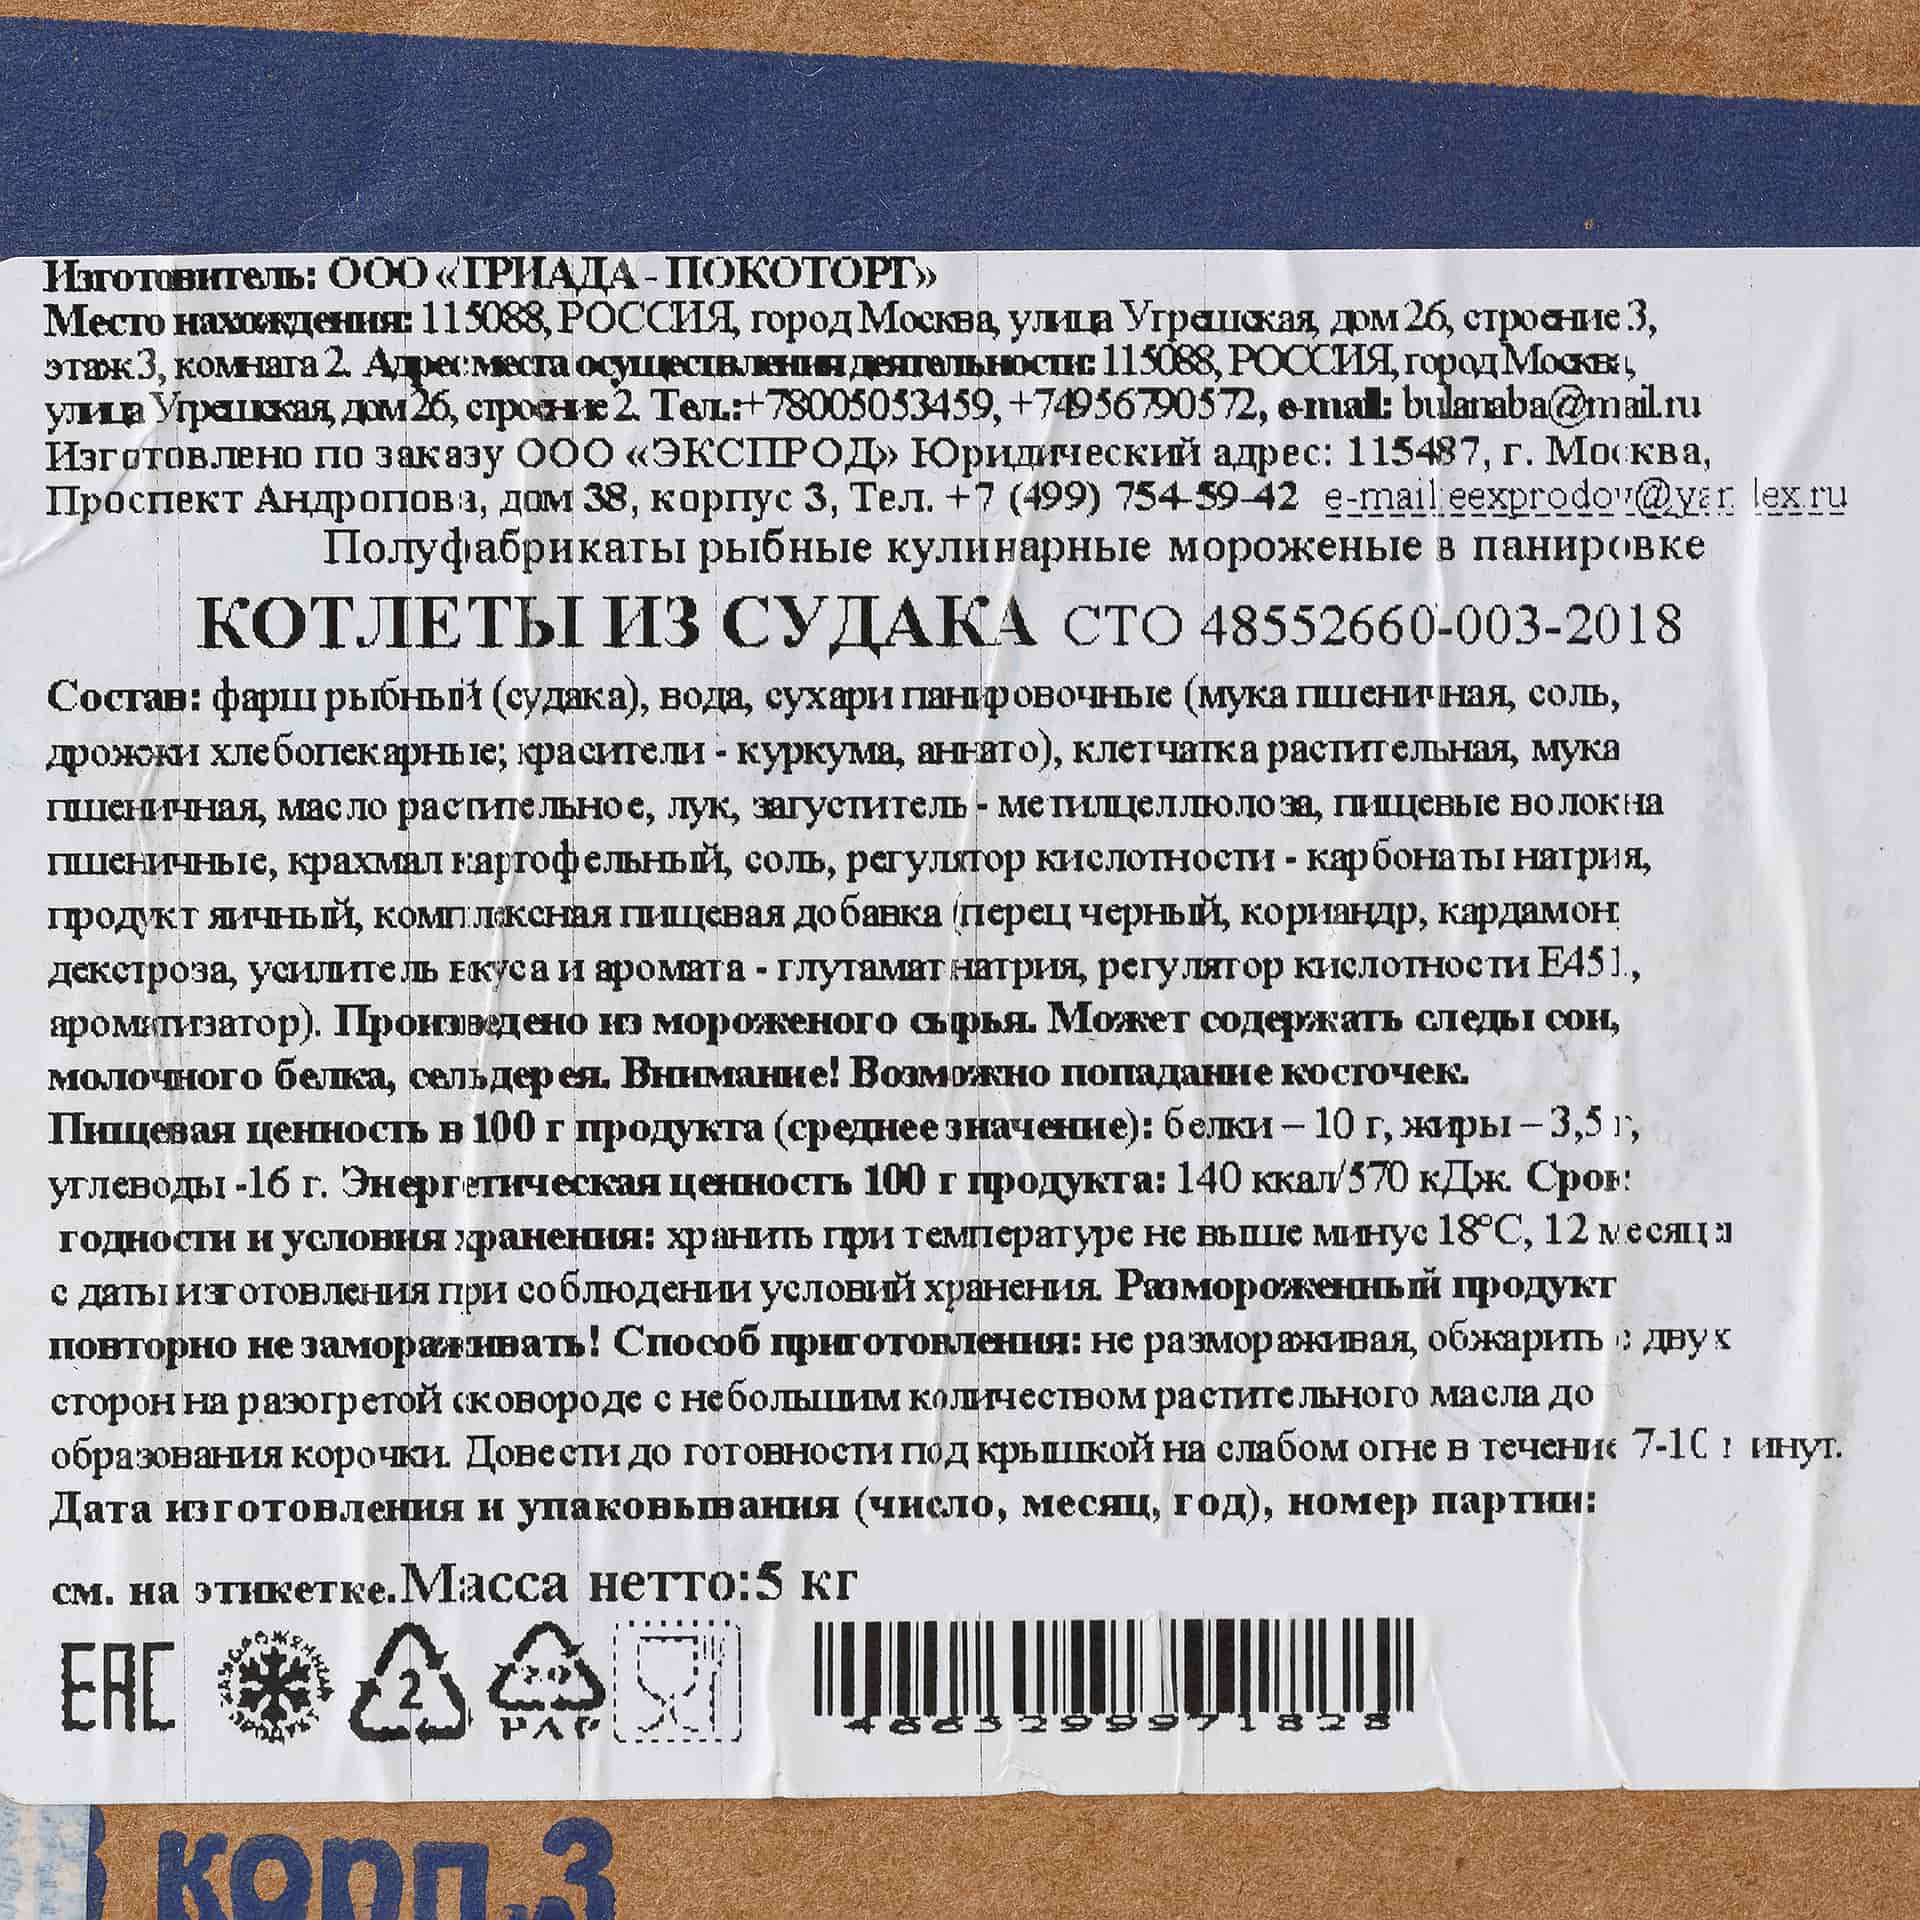 Изготовитель: ООО «ТРИАДА - ПОКОТОРГ»
Место нахождения: 115088, РОССИЯ, город Москва, улица Угрешская, дом 26, строение 3,
этаж 3, комната 2. Адрес места осуществления деятельности: 115088, РОССИЯ, город Москва,
улица Угрешская, дом 26, строение 2. Тел.:+78005053459, +74956790572, e-mail: bulanaba@mail.ru
Изготовлено по заказу ООО «ЭКСПРОД» Юридический адрес: 115487, г. Москва,
Проспект Андропова, дом 38, корпус 3, Тел. +7 (499) 754-59-42 e-mail:eexprodov@yandex.ru
Полуфабрикаты рыбные кулинарные мороженые в панировке
КОТЛЕТЫ ИЗ СУДАКА СТО 48552660-003-2018
Состав: фарш рыбный (судака), вода, сухари панировочные (мука пшеничная, соль,
дрожжи хлебопекарные; красители - куркума, аннато), клетчатка растительная, мука
пшеничная, масло растительное, лук, загуститель - метилцеллюлоза, пищевые волокна
пшеничные, крахмал картофельный, соль, регулятор кислотности - карбонаты натрия,
продукт яичный, комплексная пищевая добавка (перец черный, кориандр, кардамон,
декстроза, усилитель вкуса и аромата - глутамат натрия, регулятор кислотности Е451,
ароматизатор). Произведено из мороженого сырья. Может содержать следы сои,
молочного белка, сельдерея. Внимание! Возможно попадание косточек.
Пищевая ценность в 100 г продукта (среднее значение): белки – 10 г, жиры – 3,5 г,
углеводы -16 г. Энергетическая ценность 100 г продукта: 140 ккал/570 кДж. Срок
годности и условия хранения: хранить при температуре не выше минус 18°С, 12 месяца
с даты изготовления при соблюдении условий хранения. Размороженный продукт
повторно не замораживать! Способ приготовления: не размораживая, обжарить с двух
сторон на разогретой сковороде с небольшим количеством растительного масла до
образования корочки. Довести до готовности под крышкой на слабом огне в течение 7-10 минут.
Дата изготовления и упаковывания (число, месяц, год), номер партии:
см. на этикетке. Масса нетто:5 кг
ЕАС ЗАМОРОЖЕННЫЙ ПРОДУКТ 2 20 PAP
4665299971828
корп.3